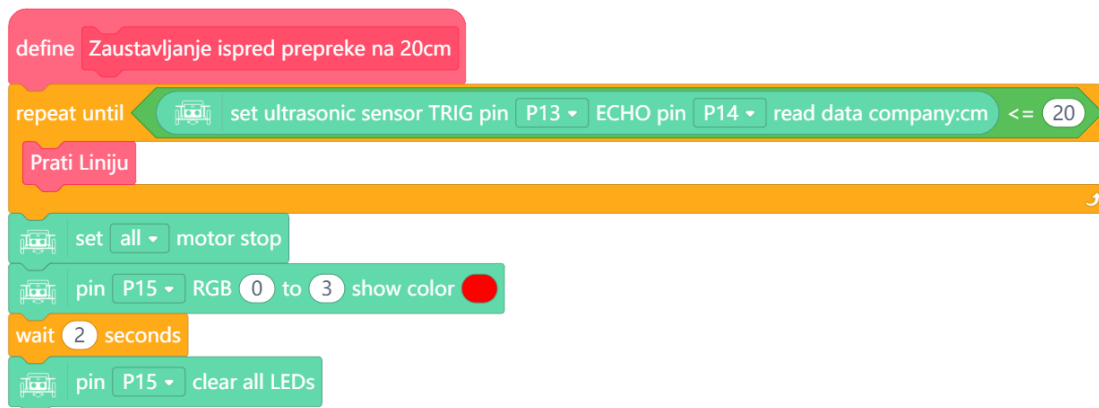 define Zaustavljanje ispred prepreke na 20cm
repeat until set ultrasonic sensor TRIG pin P13 ECHO pin P14 read data company:cm <= 20
Prati Liniju
set all motor stop
pin P15 RGB 0 to 3 show color
wait 2 seconds
pin P15 clear all LEDs